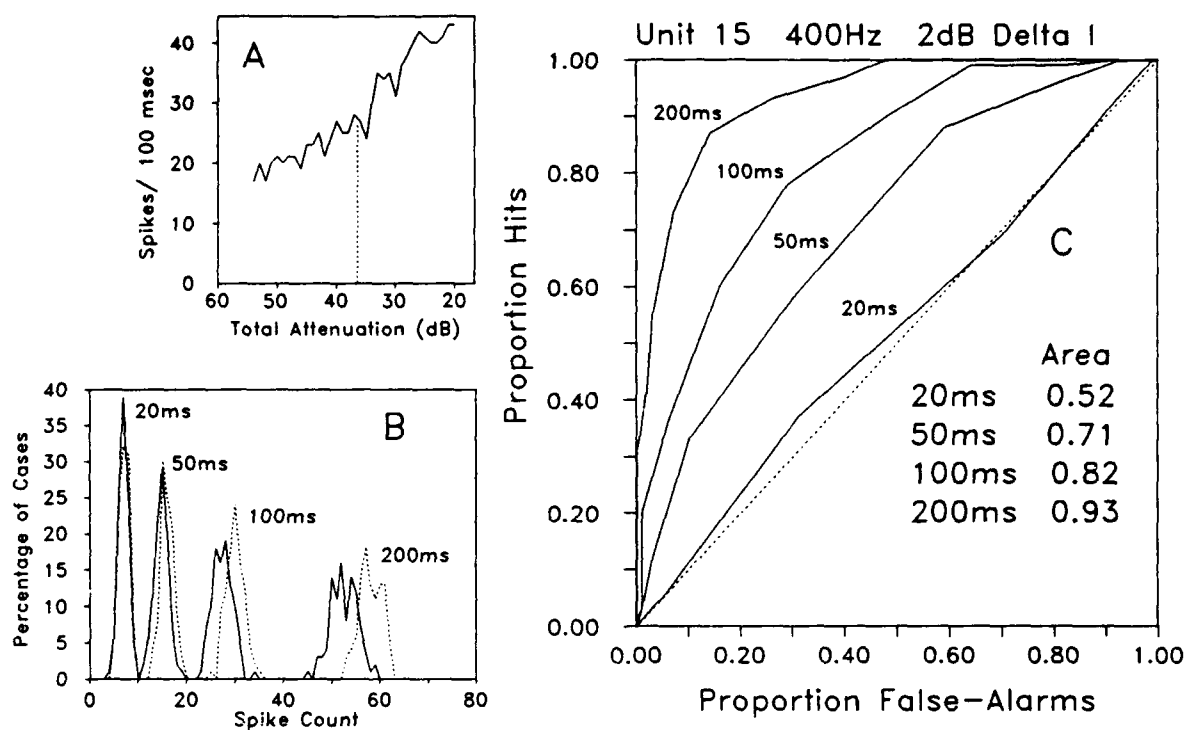 A
Spikes/ 100 msec
40
30
20
10
0
60 50 40 30 20
Total Attenuation (dB)
B
Percentage of Cases
40
35
30
25
20
15
10
5
0
20ms
50ms
100ms
200ms
0 20 40 60 80
Spike Count
Unit 15 400Hz 2dB Delta I
Proportion Hits
1.00
0.80
0.60
0.40
0.20
0.00
200ms
100ms
50ms
20ms
C
Area
20ms 0.52
50ms 0.71
100ms 0.82
200ms 0.93
0.00 0.20 0.40 0.60 0.80 1.00
Proportion False-Alarms